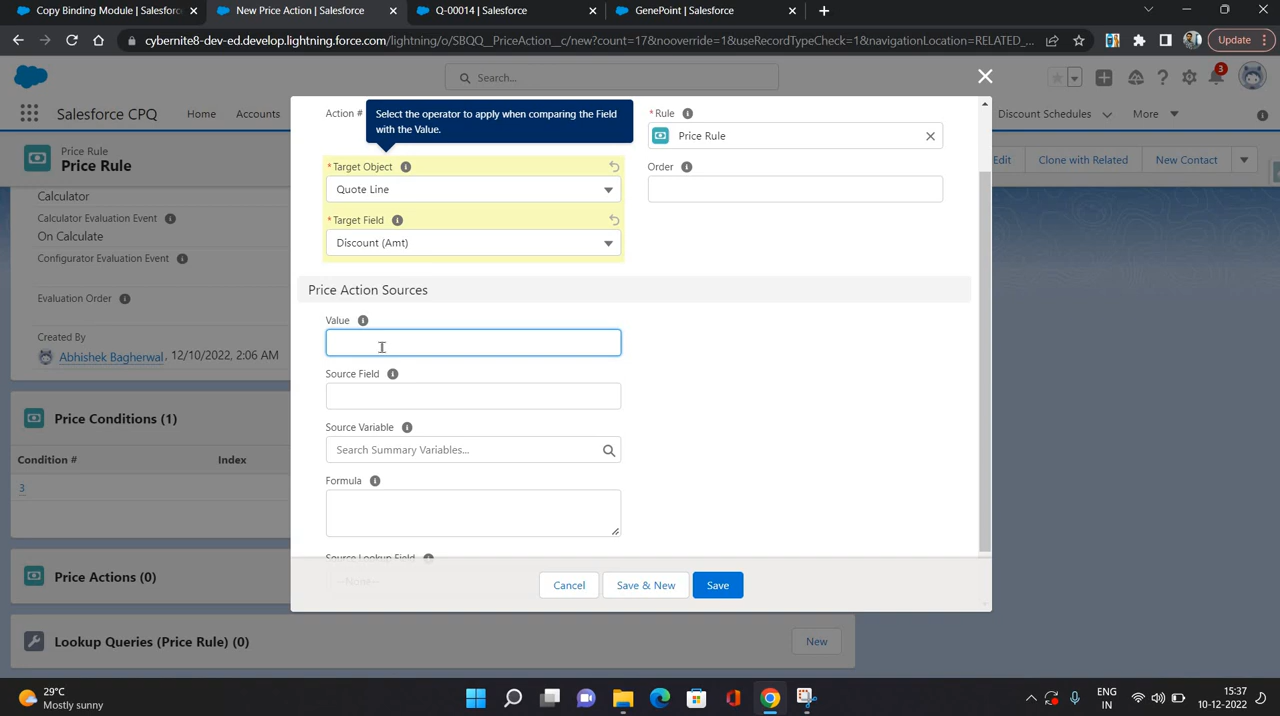 Copy Binding Module | Salesforc
New Price Action | Salesforce
Q-00014 | Salesforce
GenePoint | Salesforce
cybernite8-dev-ed.develop.lightning.force.com/lightning/o/SBQQ__PriceAction__c/new?count=17&nooverride=1&useRecordTypeCheck=1&navigationLocation=RELATED_...
Update
Search...
3
Salesforce CPQ
Home
Accounts
Discount Schedules
More
Price Rule
Price Rule
Edit
Clone with Related
New Contact
Select the operator to apply when comparing the Field
with the Value.
Action #
* Rule
Price Rule
* Target Object
Quote Line
Order
* Target Field
Discount (Amt)
Price Action Sources
Value
Source Field
Source Variable
Search Summary Variables...
Formula
Source Lookup Field
--None--
Cancel
Save & New
Save
Calculator
Calculator Evaluation Event
On Calculate
Configurator Evaluation Event
Evaluation Order
Created By
Abhishek Bagherwal, 12/10/2022, 2:06 AM
Price Conditions (1)
Condition #
Index
3
Price Actions (0)
Lookup Queries (Price Rule) (0)
New
29°C
Mostly sunny
ENG
IN
15:37
10-12-2022